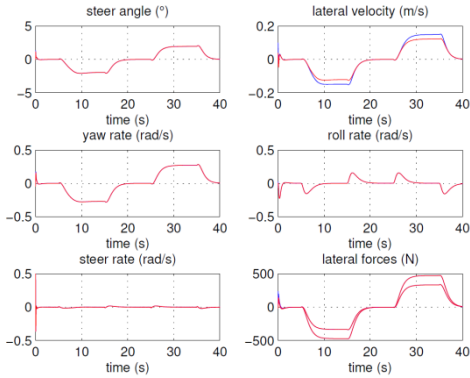 steer angle (°)
lateral velocity (m/s)
5
0
−5
0 10 20 30 40
time (s)
0.2
0
0.2
0 10 20 30 40
time (s)
yaw rate (rad/s)
roll rate (rad/s)
0.5
0
−0.5
0 10 20 30 40
time (s)
0.5
0
−0.5
0 10 20 30 40
time (s)
steer rate (rad/s)
lateral forces (N)
0.5
0
−0.5
0 10 20 30 40
time (s)
500
0
−500
0 10 20 30 40
time (s)